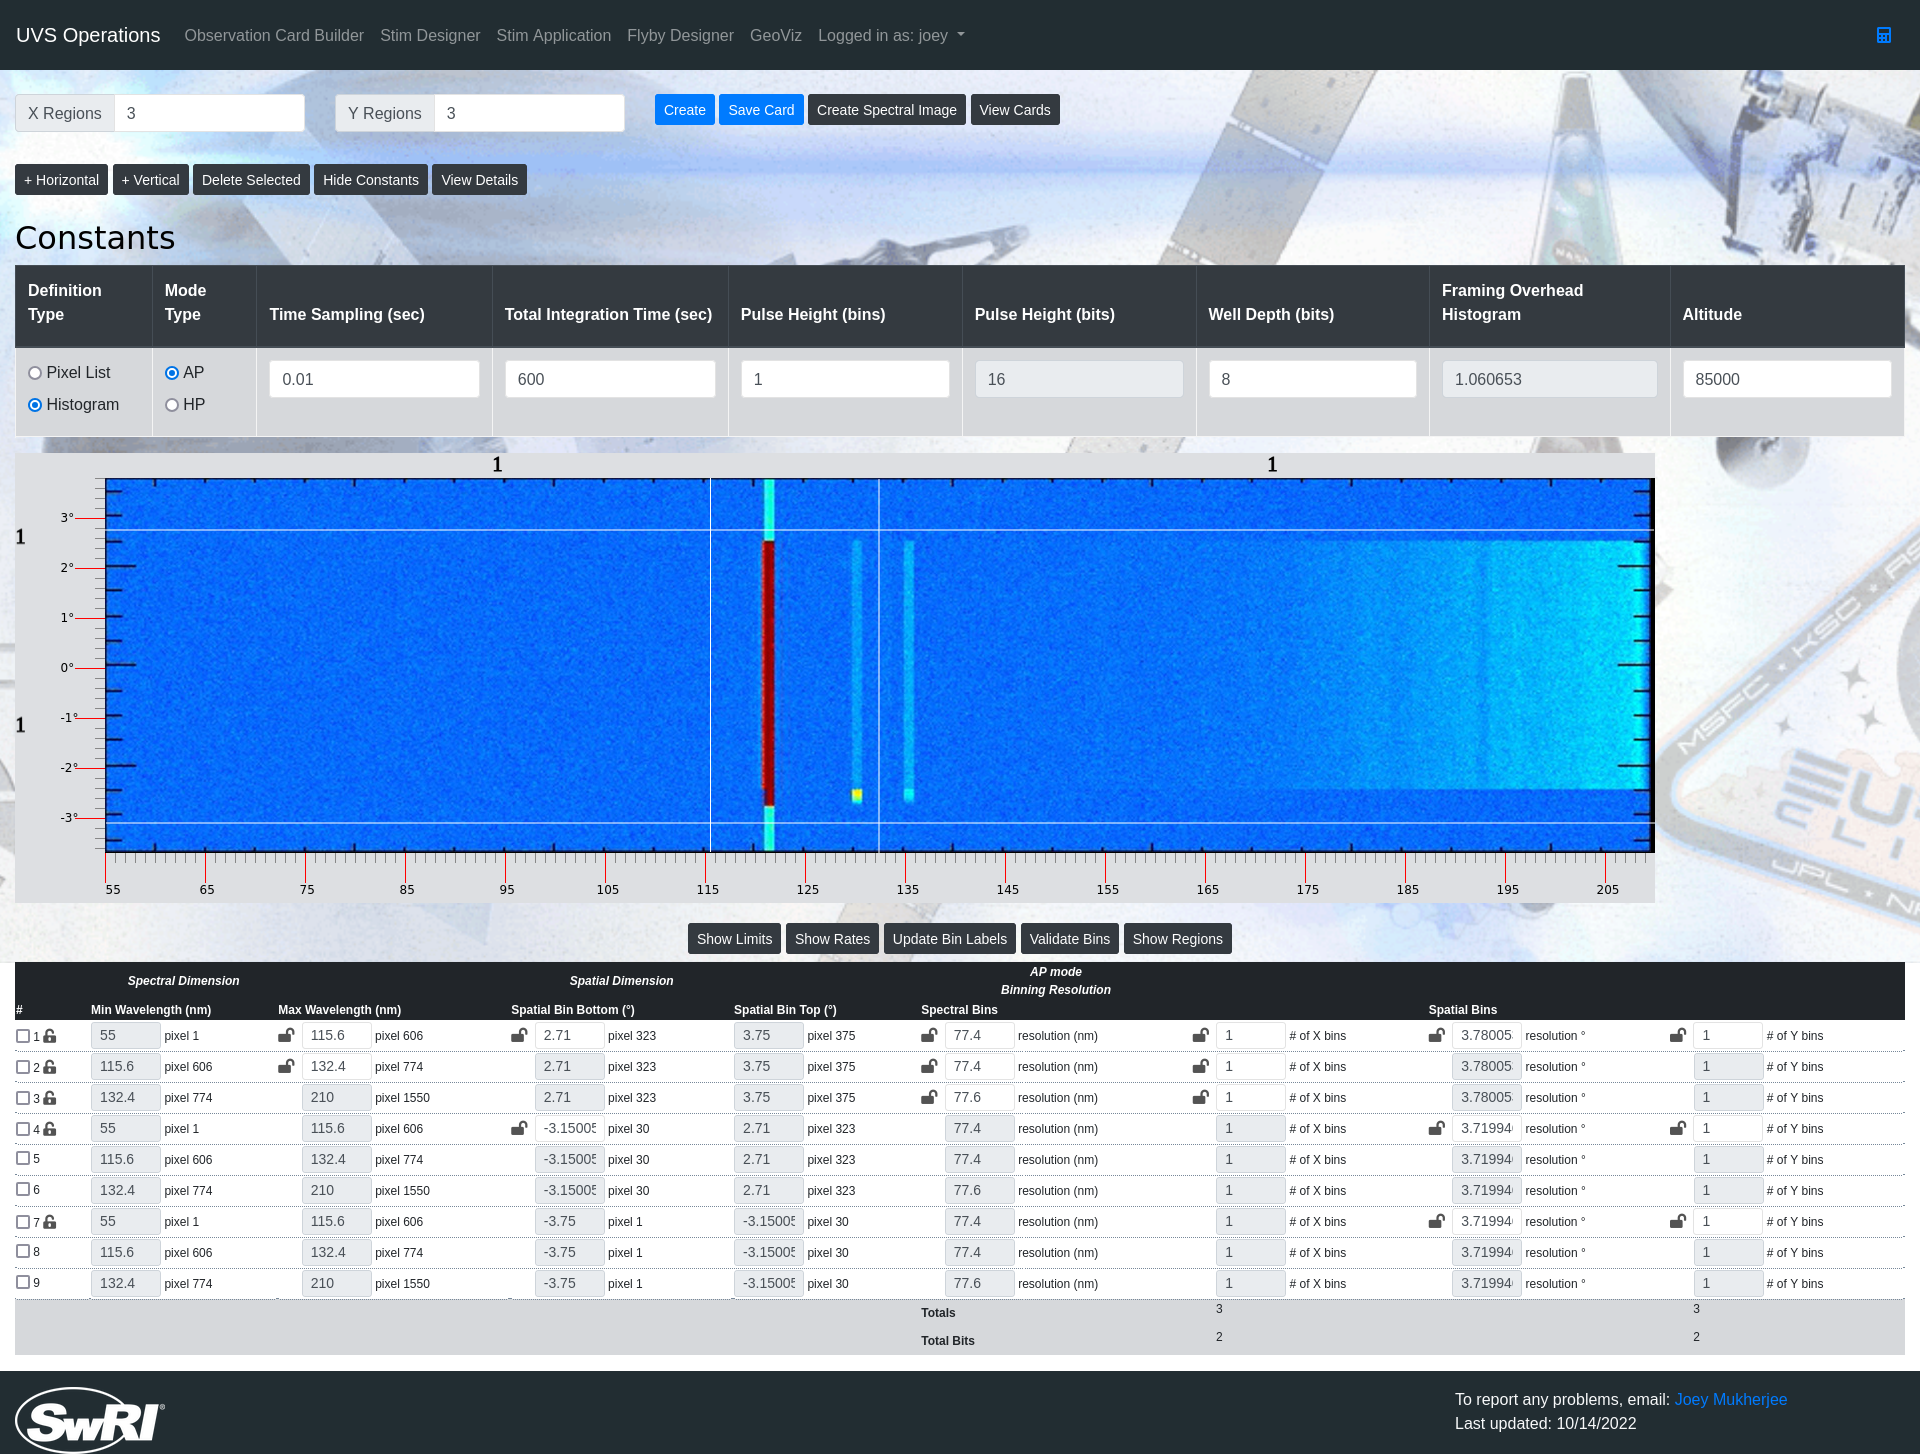 UVS Operations Observation Card Builder Stim Designer Stim Application Flyby Designer GeoViz Logged in as: joey
X Regions 3 Y Regions 3 Create Save Card Create Spectral Image View Cards
+ Horizontal + Vertical Delete Selected Hide Constants View Details
Constants
Definition Type Mode Type Time Sampling (sec) Total Integration Time (sec) Pulse Height (bins) Pulse Height (bits) Well Depth (bits) Framing Overhead Histogram Altitude
Pixel List AP 0.01 600 1 16 8 1.060653 85000
Histogram HP
1 1
3°
1
2°
1°
0°
-1°
1
-2°
-3°
55 65 75 85 95 105 115 125 135 145 155 165 175 185 195 205
MSFC ★ KSC ★
JPL
Show Limits Show Rates Update Bin Labels Validate Bins Show Regions
Spectral Dimension Spatial Dimension AP mode
Binning Resolution
# Min Wavelength (nm) Max Wavelength (nm) Spatial Bin Bottom (°) Spatial Bin Top (°) Spectral Bins Spatial Bins
1 55 pixel 1 115.6 pixel 606 2.71 pixel 323 3.75 pixel 375 77.4 resolution (nm) 1 # of X bins 3.78005 resolution ° 1 # of Y bins
2 115.6 pixel 606 132.4 pixel 774 2.71 pixel 323 3.75 pixel 375 77.4 resolution (nm) 1 # of X bins 3.78005 resolution ° 1 # of Y bins
3 132.4 pixel 774 210 pixel 1550 2.71 pixel 323 3.75 pixel 375 77.6 resolution (nm) 1 # of X bins 3.78005 resolution ° 1 # of Y bins
4 55 pixel 1 115.6 pixel 606 -3.15005 pixel 30 2.71 pixel 323 77.4 resolution (nm) 1 # of X bins 3.71994 resolution ° 1 # of Y bins
5 115.6 pixel 606 132.4 pixel 774 -3.15005 pixel 30 2.71 pixel 323 77.4 resolution (nm) 1 # of X bins 3.71994 resolution ° 1 # of Y bins
6 132.4 pixel 774 210 pixel 1550 -3.15005 pixel 30 2.71 pixel 323 77.6 resolution (nm) 1 # of X bins 3.71994 resolution ° 1 # of Y bins
7 55 pixel 1 115.6 pixel 606 -3.75 pixel 1 -3.15005 pixel 30 77.4 resolution (nm) 1 # of X bins 3.71994 resolution ° 1 # of Y bins
8 115.6 pixel 606 132.4 pixel 774 -3.75 pixel 1 -3.15005 pixel 30 77.4 resolution (nm) 1 # of X bins 3.71994 resolution ° 1 # of Y bins
9 132.4 pixel 774 210 pixel 1550 -3.75 pixel 1 -3.15005 pixel 30 77.6 resolution (nm) 1 # of X bins 3.71994 resolution ° 1 # of Y bins
Totals 3 3
Total Bits 2 2
SwRI®
To report any problems, email: Joey Mukherjee
Last updated: 10/14/2022